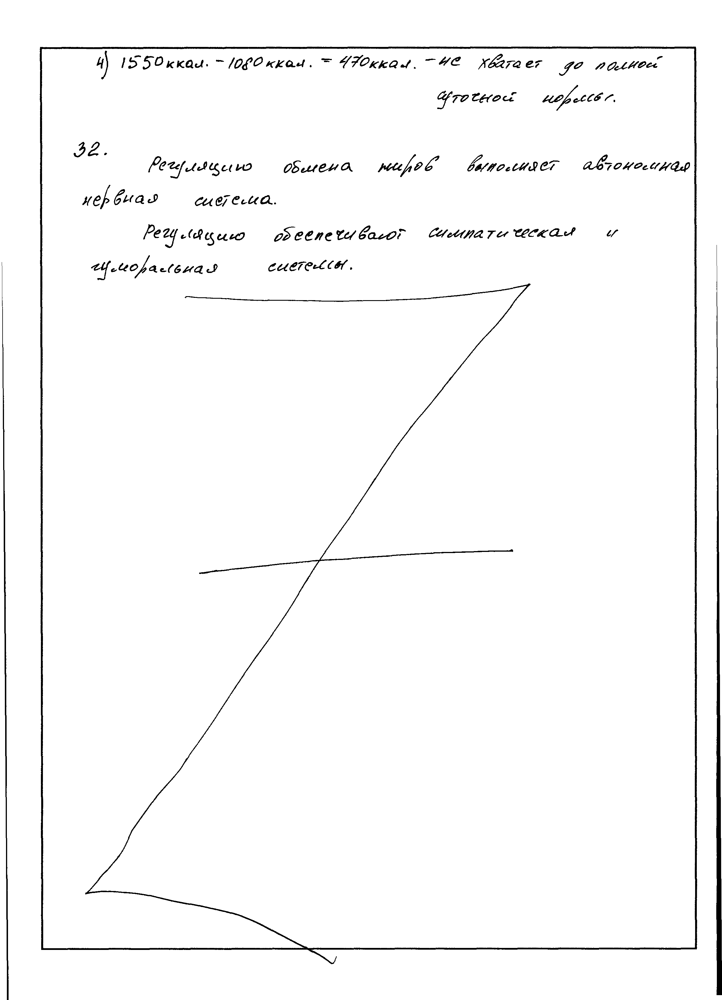 4) 1550ккал. - 1080ккал. = 470ккал. - не хватает до полной
суточной нормы.
32.
Регуляцию обмена жиров выполняет автономная
нервная система.
Регуляцию обеспечивают симпатическая и
гуморальная системы.